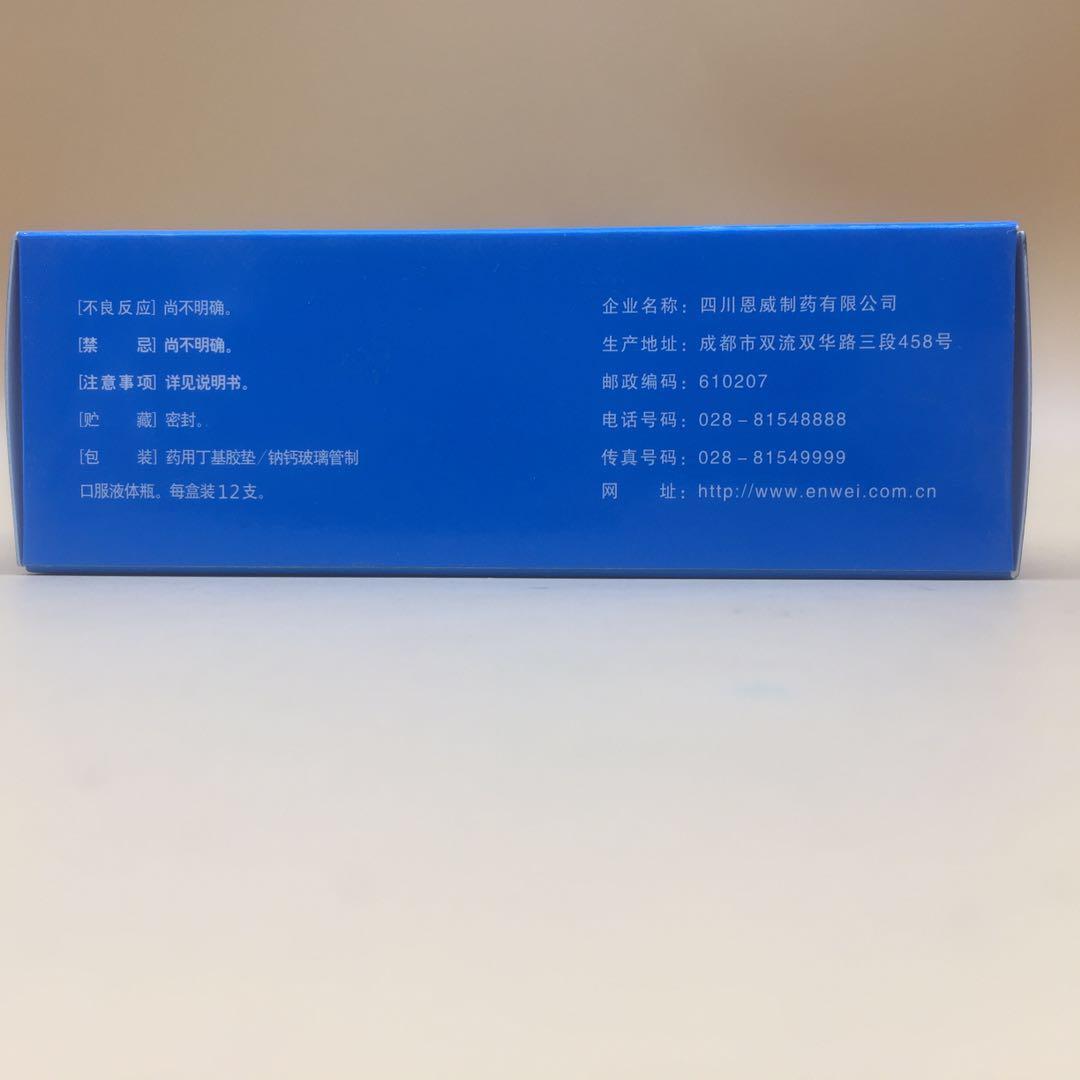 [不良反应] 尚不明确。
[禁 忌] 尚不明确。
[注意事项] 详见说明书。
[贮 藏] 密封。
[包 装] 药用丁基胶垫/钠钙玻璃管制
口服液体瓶。每盒装12支。
企业名称：四川恩威制药有限公司
生产地址：成都市双流双华路三段458号
邮政编码：610207
电话号码：028－81548888
传真号码：028－81549999
网 址：http://www.enwei.com.cn